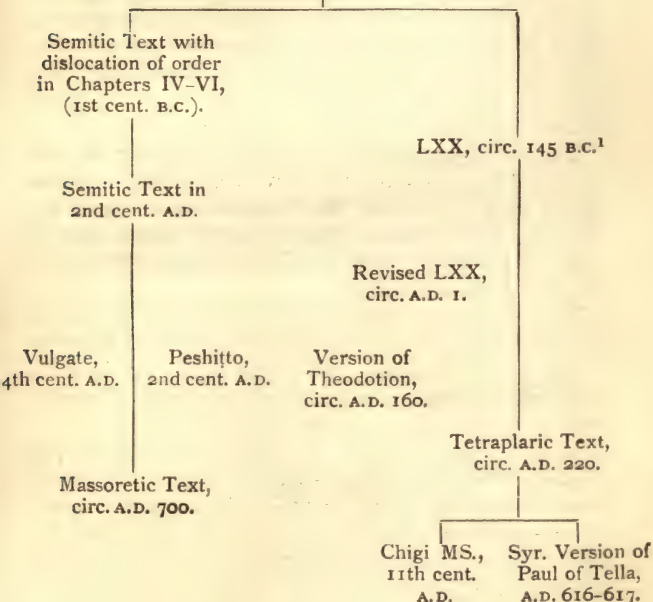 Semitic Text with
dislocation of order
in Chapters IV-VI,
(1st cent. B.C.).
LXX, circ. 145 B.C.¹
Semitic Text in
2nd cent. A.D.
Revised LXX,
circ. A.D. 1.
Vulgate,
4th cent. A.D.
Peshiṭto,
2nd cent. A.D.
Version of
Theodotion,
circ. A.D. 160.
Tetraplaric Text,
circ. A.D. 220.
Massoretic Text,
circ. A.D. 700.
Chigi MS.,
11th cent.
A.D.
Syr. Version of
Paul of Tella,
A.D. 616-617.